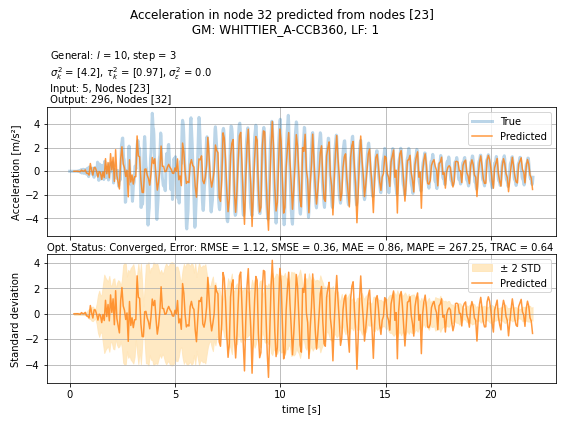 Acceleration in node 32 predicted from nodes [23]
GM: WHITTIER_A-CCB360, LF: 1
General: l = 10, step = 3
σ²ₖ = [4.2], τ²ₖ = [0.97], σ²ε = 0.0
Input: 5, Nodes [23]
Output: 296, Nodes [32]
Acceleration [m/s²]
4
2
0
−2
−4
True
Predicted
Opt. Status: Converged, Error: RMSE = 1.12, SMSE = 0.36, MAE = 0.86, MAPE = 267.25, TRAC = 0.64
Standard deviation
4
2
0
−2
−4
± 2 STD
Predicted
0 5 10 15 20
time [s]